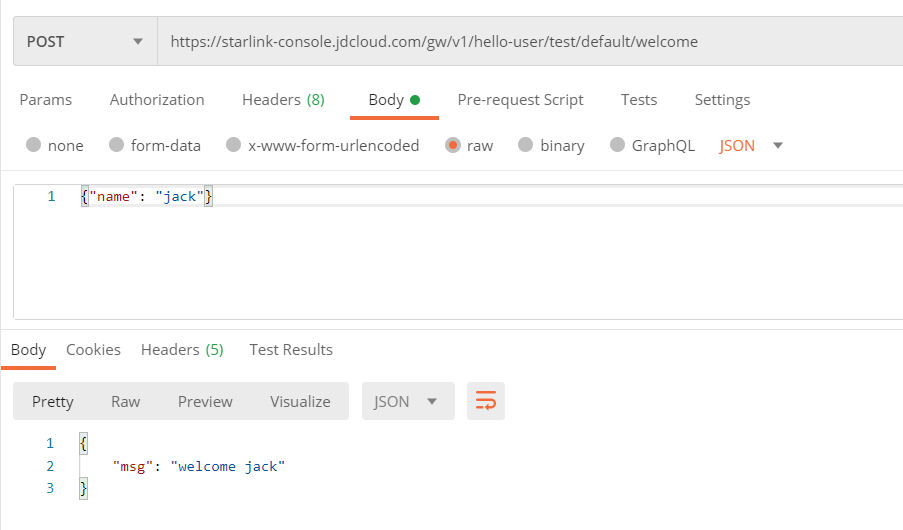 POST https://starlink-console.jdcloud.com/gw/v1/hello-user/test/default/welcome
Params Authorization Headers (8) Body Pre-request Script Tests Settings
none form-data x-www-form-urlencoded raw binary GraphQL JSON
1 {"name": "jack"}
Body Cookies Headers (5) Test Results
Pretty Raw Preview Visualize JSON
1 {
2 "msg": "welcome jack"
3 }